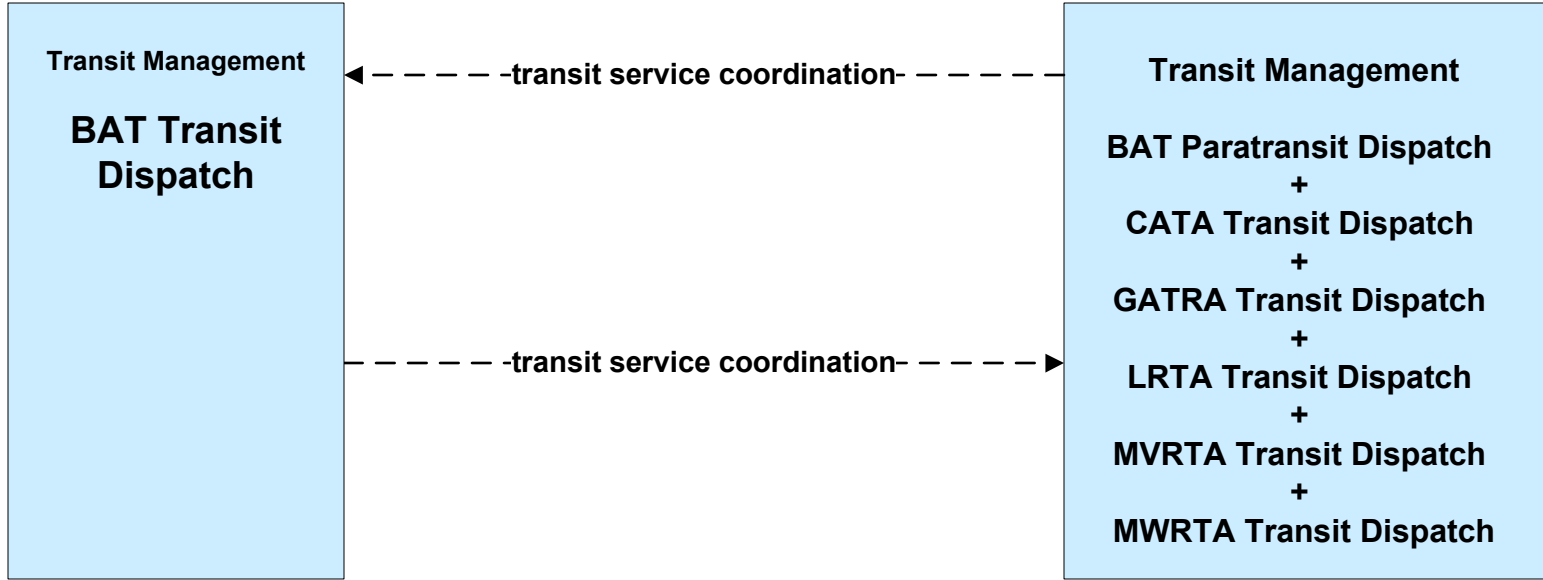 Transit Management
BAT Transit
Dispatch
transit service coordination
transit service coordination
Transit Management
BAT Paratransit Dispatch
+
CATA Transit Dispatch
+
GATRA Transit Dispatch
+
LRTA Transit Dispatch
+
MVRTA Transit Dispatch
+
MWRTA Transit Dispatch